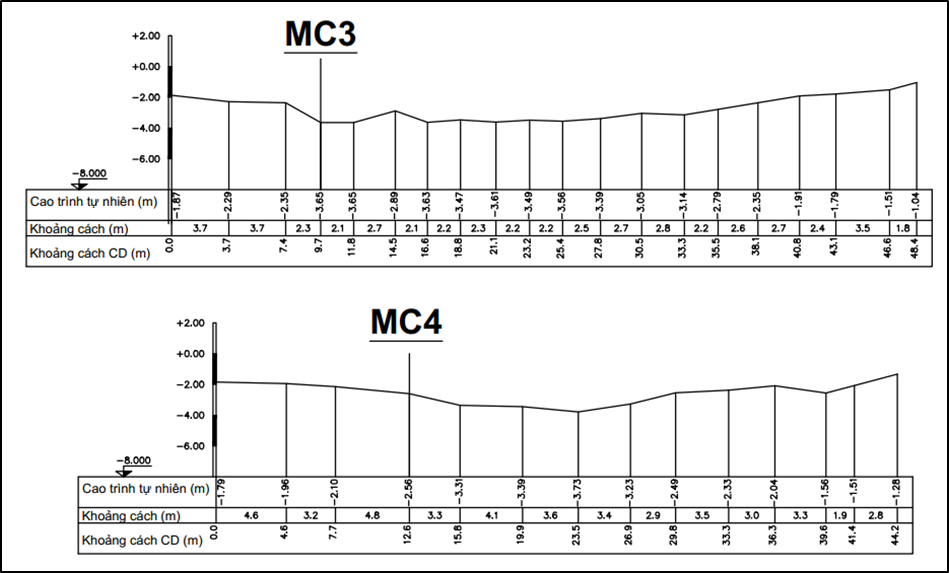 MC3
+2.00
+0.00
-2.00
-4.00
-6.00
-8.000
Cao trình tự nhiên (m) -1.87 -2.29 -2.35 -3.65 -3.65 -2.89 -3.63 -3.47 -3.61 -3.49 -3.56 -3.39 -3.05 -3.14 -2.79 -2.35 -1.91 -1.79 -1.51 -1.04
Khoảng cách (m) 3.7 3.7 2.3 2.1 2.7 2.1 2.2 2.3 2.2 2.2 2.5 2.7 2.8 2.2 2.6 2.7 2.4 3.5 1.8
Khoảng cách CD (m) 0.0 3.7 7.4 9.7 11.8 14.5 16.6 18.8 21.1 23.2 25.4 27.8 30.5 33.3 35.5 38.1 40.8 43.1 46.6 48.4
MC4
+2.00
+0.00
-2.00
-4.00
-6.00
-8.000
Cao trình tự nhiên (m) -1.79 -1.96 -2.10 -2.56 -3.31 -3.39 -3.73 -3.23 -2.49 -2.33 -2.04 -1.56 -1.51 -1.28
Khoảng cách (m) 4.6 3.2 4.8 3.3 4.1 3.6 3.4 2.9 3.5 3.0 3.3 1.9 2.8
Khoảng cách CD (m) 0.0 4.6 7.7 12.6 15.8 19.9 23.5 26.9 29.8 33.3 36.3 39.6 41.4 44.2